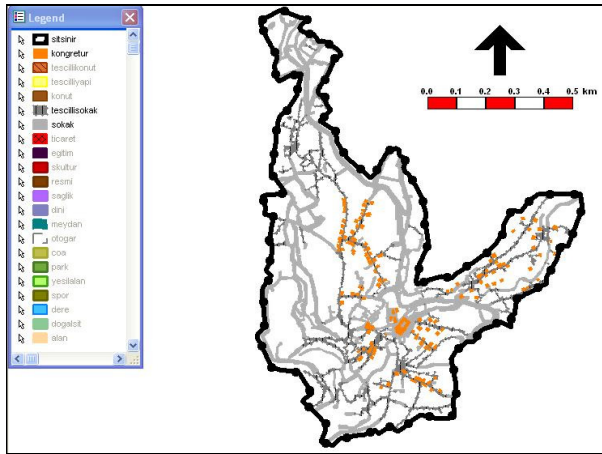 Legend
sitsinir
kongretur
tescillikonut
tescilliyapi
konut
tescillisokak
sokak
ticaret
egitim
skultur
resmi
saglik
dini
meydan
otogar
coa
park
yesilalan
spor
dere
dogalsit
alan
0.0 0.1 0.2 0.3 0.4 0.5 km